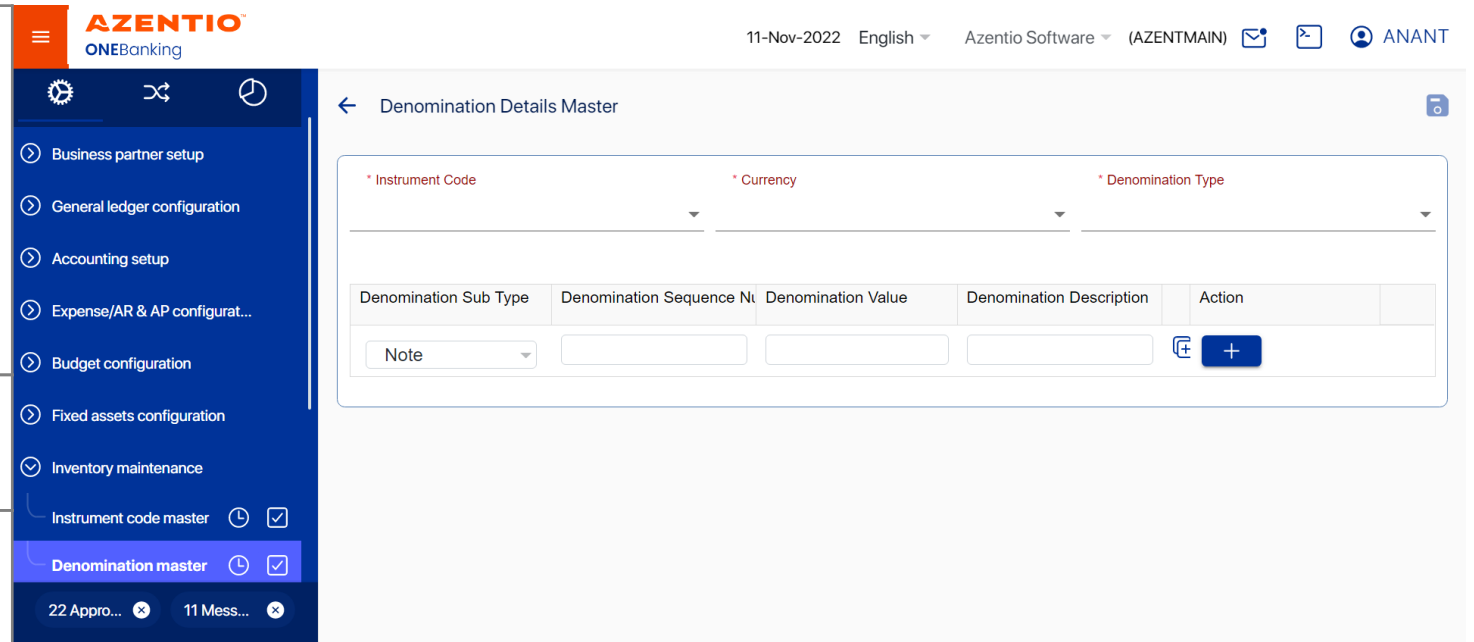 AZENTIO
ONEBanking
11-Nov-2022 English Azentio Software (AZENTMAIN) ANANT
Business partner setup
General ledger configuration
Accounting setup
Expense/AR & AP configurat...
Budget configuration
Fixed assets configuration
Inventory maintenance
Instrument code master
Denomination master
22 Appro... 11 Mess...
Denomination Details Master
* Instrument Code * Currency * Denomination Type
Denomination Sub Type Denomination Sequence Nu Denomination Value Denomination Description Action
Note